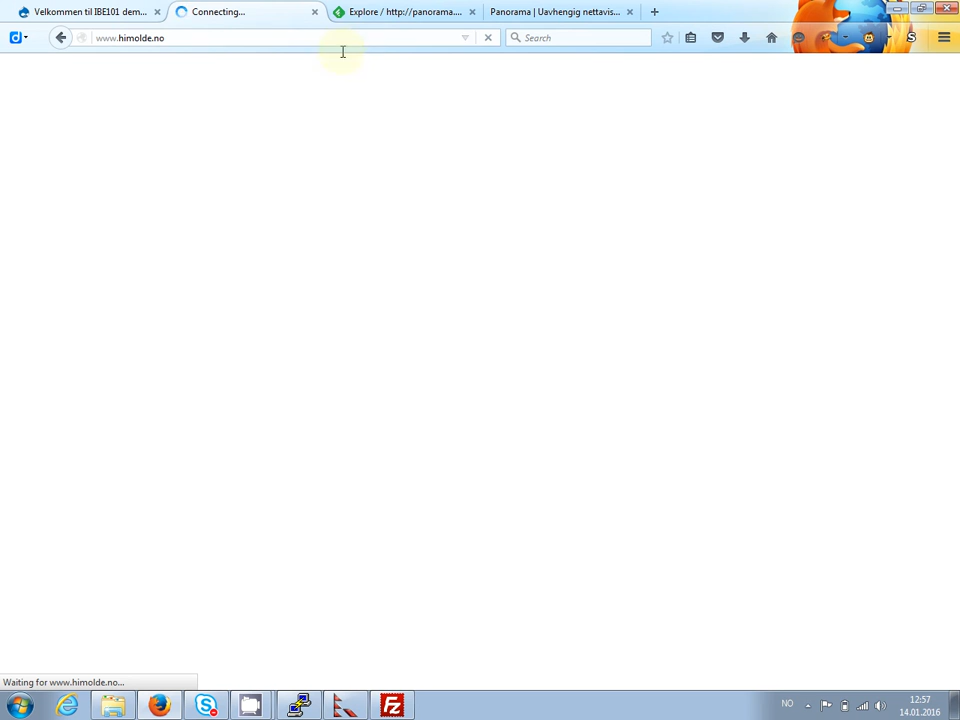 Velkommen til IBE101 dem...
Connecting...
Explore / http://panorama....
Panorama | Uavhengig nettavis...
www.himolde.no
Search
Waiting for www.himolde.no...
NO
12:57
14.01.2016